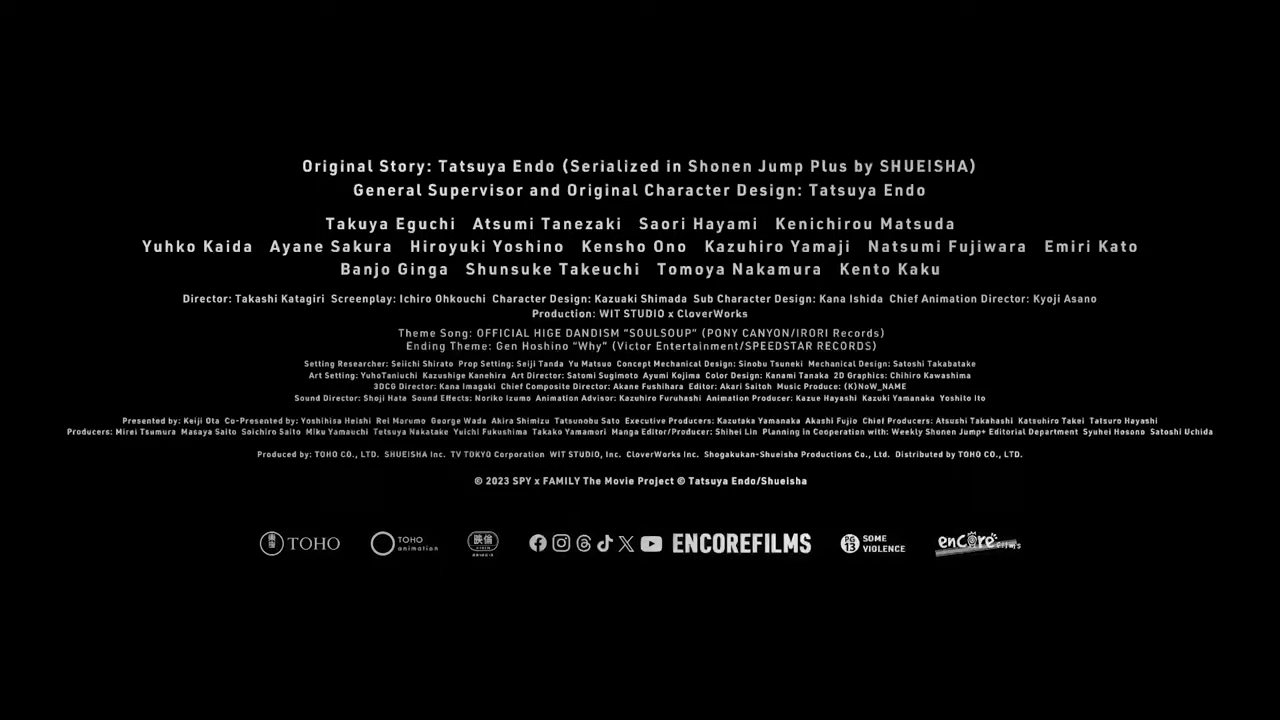 Original Story: Tatsuya Endo (Serialized in Shonen Jump Plus by SHUEISHA)
General Supervisor and Original Character Design: Tatsuya Endo
Takuya Eguchi Atsumi Tanezaki Saori Hayami Kenichirou Matsuda
Yuhko Kaida Ayane Sakura Hiroyuki Yoshino Kensho Ono Kazuhiro Yamaji Natsumi Fujiwara Emiri Kato
Banjo Ginga Shunsuke Takeuchi Tomoya Nakamura Kento Kaku
Director: Takashi Katagiri Screenplay: Ichiro Ohkouchi Character Design: Kazuaki Shimada Sub Character Design: Kana Ishida Chief Animation Director: Kyoji Asano
Production: WIT STUDIO x CloverWorks
Theme Song: OFFICIAL HIGE DANDISM "SOULSOUP" (PONY CANYON/IRORI Records)
Ending Theme: Gen Hoshino "Why" (Victor Entertainment/SPEEDSTAR RECORDS)
Setting Researcher: Seiichi Shirato Prop Setting: Seiji Tanda Yu Matsuo Concept Mechanical Design: Sinobu Tsuneki Mechanical Design: Satoshi Takabatake
Art Setting: YuhoTaniuchi Kazushige Kanehira Art Director: Satomi Sugimoto Ayumi Kojima Color Design: Kanami Tanaka 2D Graphics: Chihiro Kawashima
3DCG Director: Kana Imagaki Chief Composite Director: Akane Fushihara Editor: Akari Saitoh Music Produce: (K)NoW_NAME
Sound Director: Shoji Hata Sound Effects: Noriko Izumo Animation Advisor: Kazuhiro Furuhashi Animation Producer: Kazue Hayashi Kazuki Yamanaka Yoshito Ito
Presented by: Keiji Ota Co-Presented by: Yoshihisa Heishi Rei Marumo George Wada Akira Shimizu Tatsunobu Sato Executive Producers: Kazutaka Yamanaka Akashi Fujio Chief Producers: Atsushi Takahashi Katsuhiro Takei Tatsuro Hayashi
Producers: Mirei Tsumura Masaya Saito Soichiro Saito Miku Yamauchi Tetsuya Nakatake Yuichi Fukushima Takako Yamamori Manga Editor/Producer: Shihei Lin Planning in Cooperation with: Weekly Shonen Jump+ Editorial Department Syuhei Hosono Satoshi Uchida
Produced by: TOHO CO., LTD. SHUEISHA Inc. TV TOKYO Corporation WIT STUDIO, Inc. CloverWorks Inc. Shogakukan-Shueisha Productions Co., Ltd. Distributed by TOHO CO., LTD.
© 2023 SPY x FAMILY The Movie Project © Tatsuya Endo/Shueisha
東宝 TOHO TOHO animation 映倫 ENCOREFILMS PG 13 SOME VIOLENCE encore films